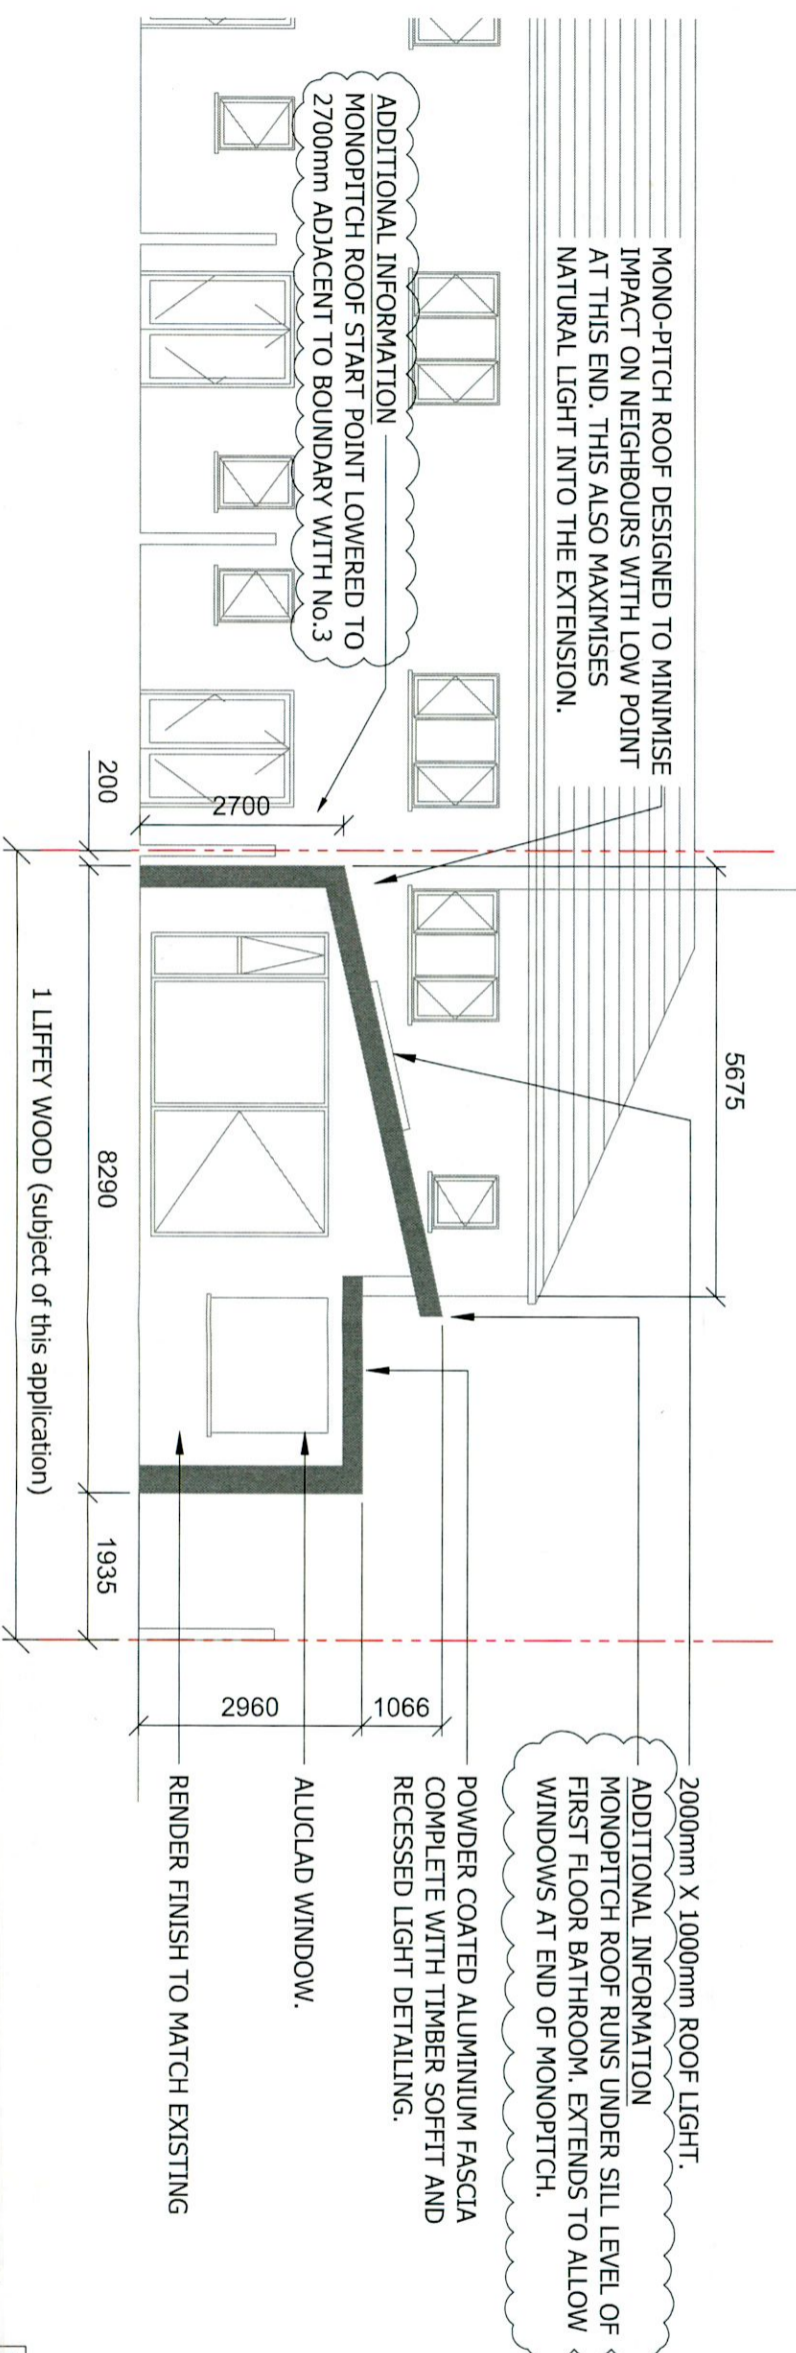 MONO-PITCH ROOF DESIGNED TO MINIMISE
IMPACT ON NEIGHBOURS WITH LOW POINT
AT THIS END. THIS ALSO MAXIMISES
NATURAL LIGHT INTO THE EXTENSION.
ADDITIONAL INFORMATION
MONOPITCH ROOF START POINT LOWERED TO
2700mm ADJACENT TO BOUNDARY WITH No.3
5675
2700
200
8290
1935
1 LIFFEY WOOD (subject of this application)
2960
1066
2000mm X 1000mm ROOF LIGHT.
ADDITIONAL INFORMATION
MONOPITCH ROOF RUNS UNDER SILL LEVEL OF
FIRST FLOOR BATHROOM. EXTENDS TO ALLOW
WINDOWS AT END OF MONOPITCH.
POWDER COATED ALUMINIUM FASCIA
COMPLETE WITH TIMBER SOFFIT AND
RECESSED LIGHT DETAILING.
ALUCLAD WINDOW.
RENDER FINISH TO MATCH EXISTING